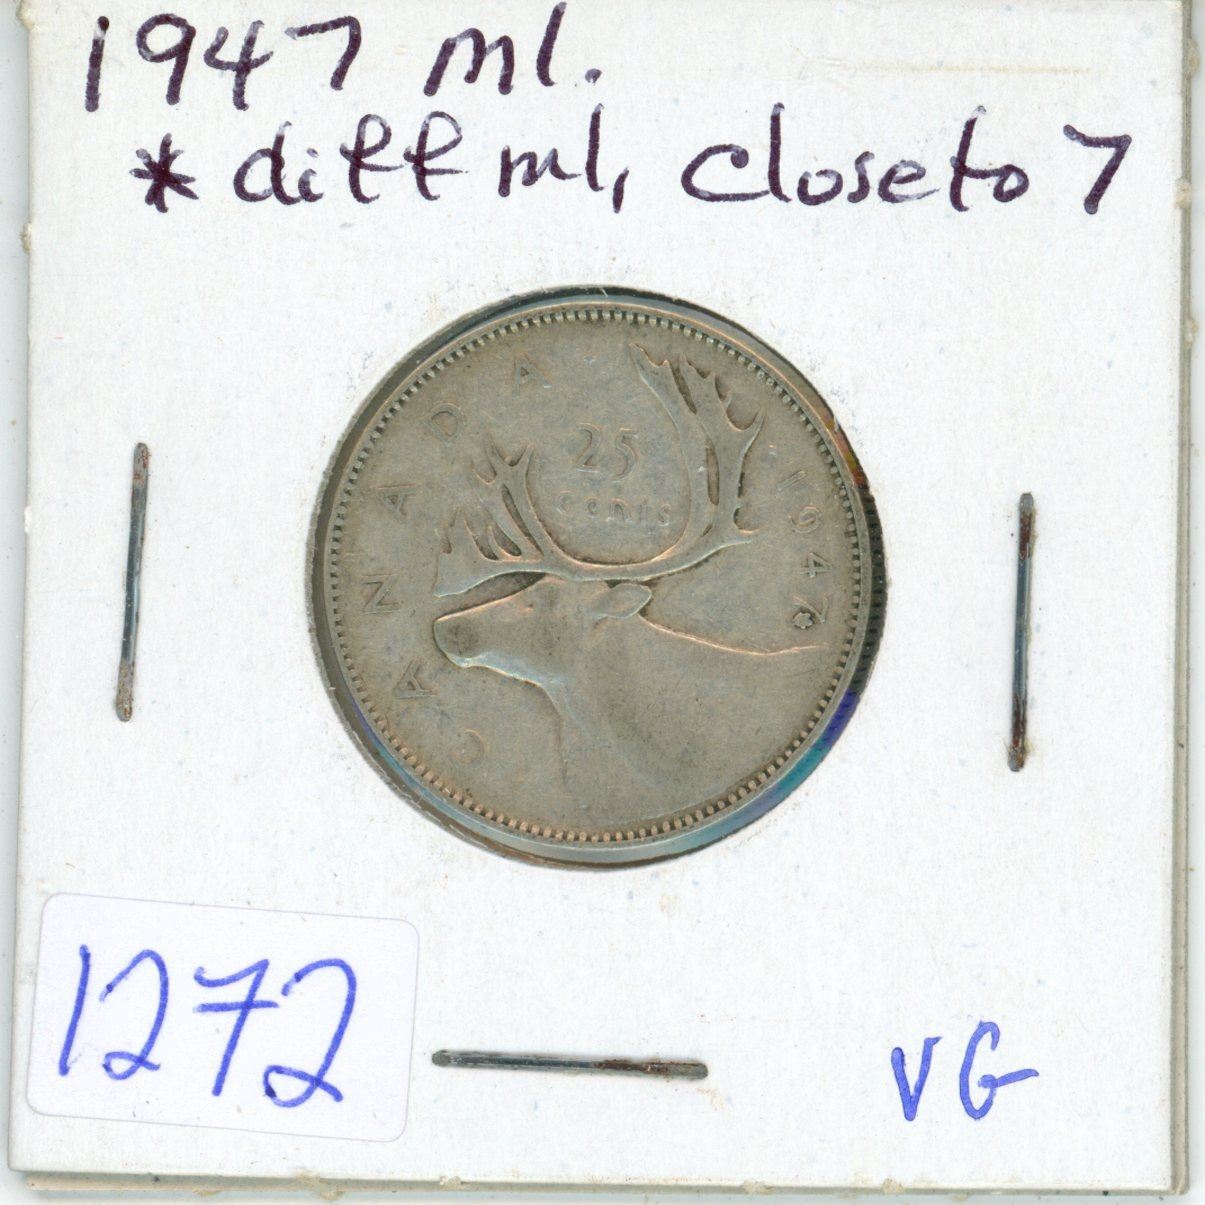 1947 ml.
* diff ml, close to 7
CANADA
25
cents
1947
1272
VG